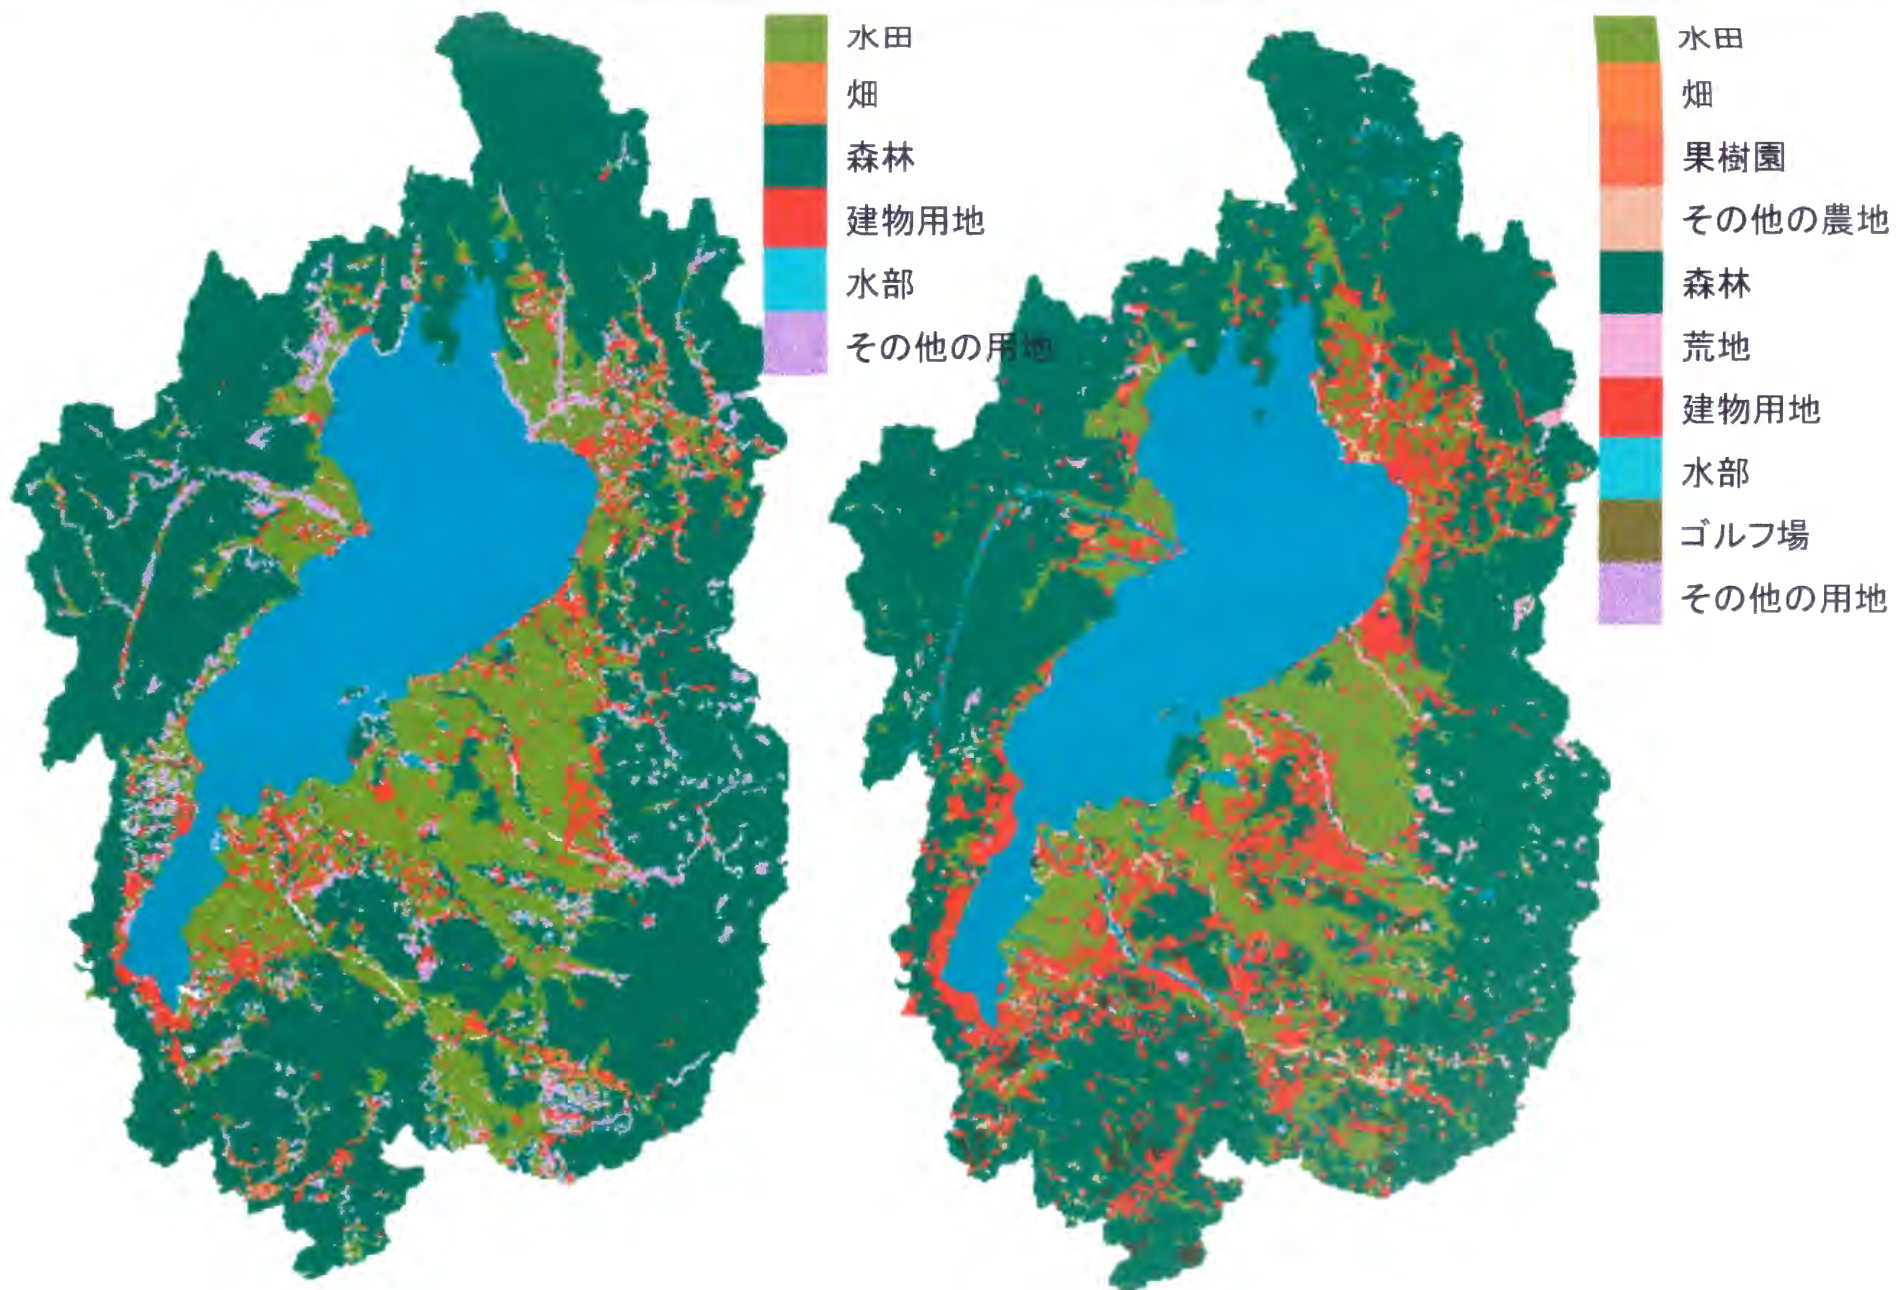 水田
畑
森林
建物用地
水部
その他の用地
水田
畑
果樹園
その他の農地
森林
荒地
建物用地
水部
ゴルフ場
その他の用地